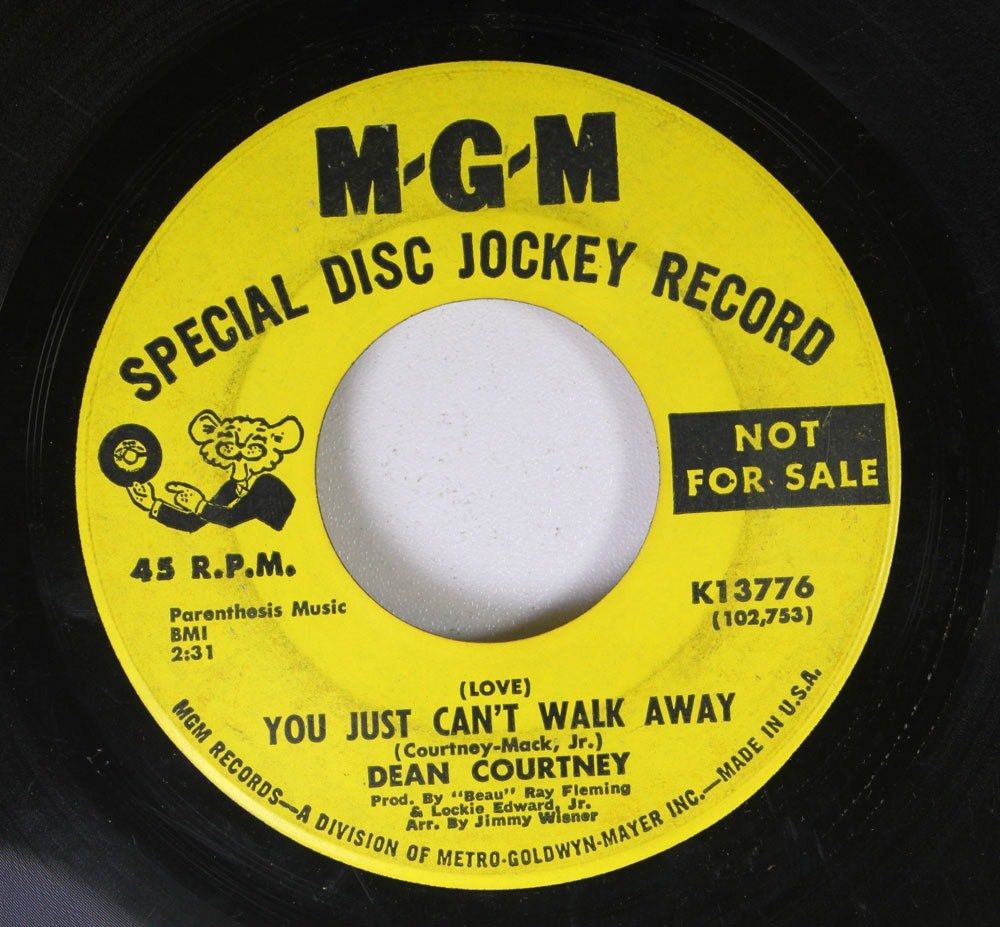 M-G-M
SPECIAL DISC JOCKEY RECORD
NOT
FOR SALE
45 R.P.M.
Parenthesis Music
BMI
2:31
K13776
(102,753)
(LOVE)
YOU JUST CAN'T WALK AWAY
(Courtney-Mack, Jr.)
DEAN COURTNEY
Prod. By "Beau" Ray Fleming
& Lockie Edward, Jr.
Arr. By Jimmy Wisner
MGM RECORDS—A DIVISION OF METRO-GOLDWYN-MAYER INC.—MADE IN U.S.A.